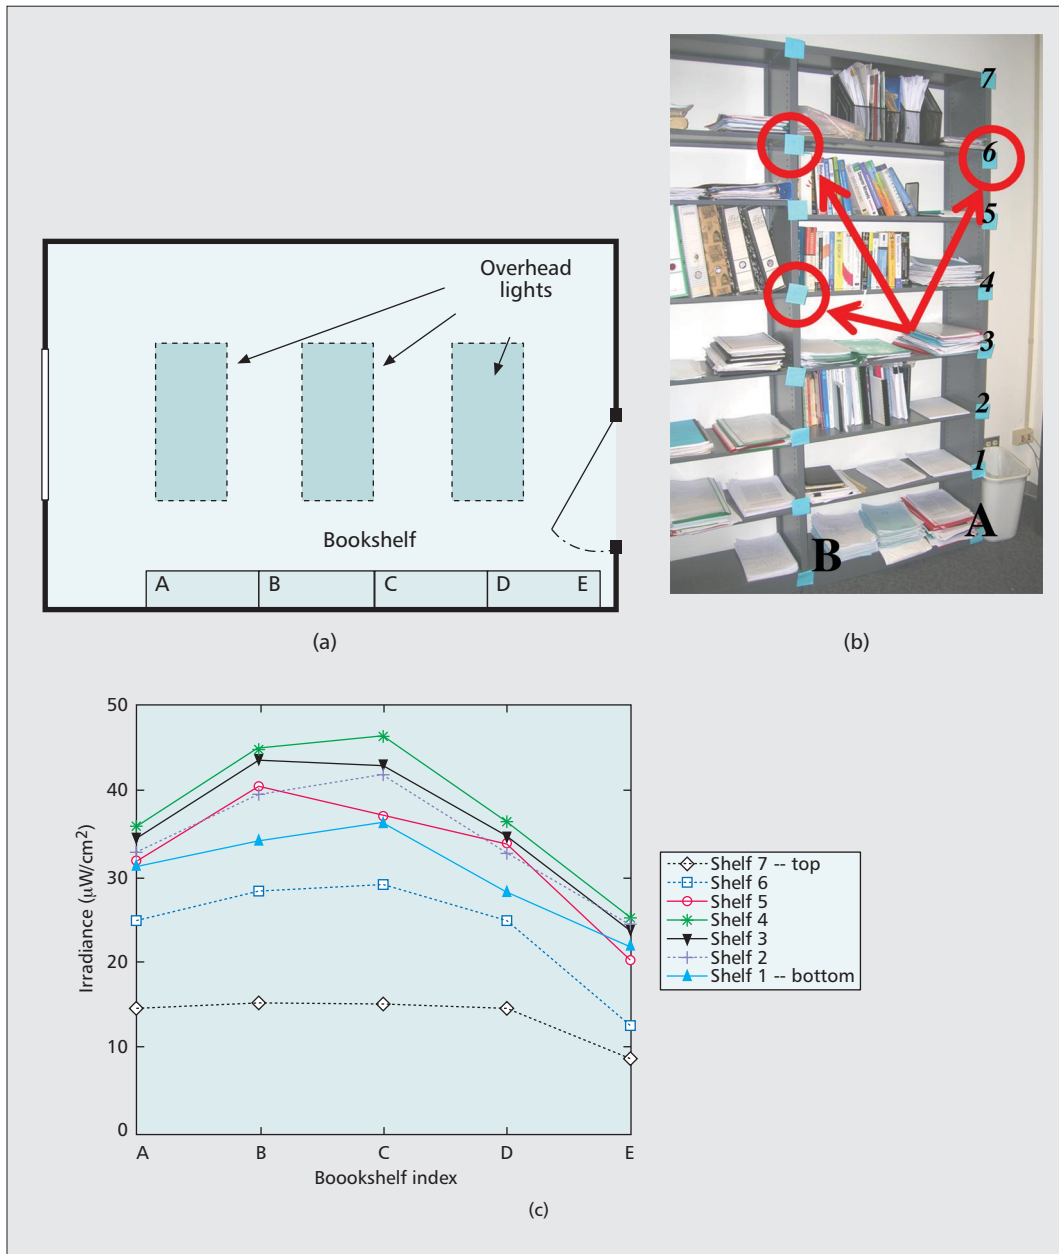 Overhead
lights
Bookshelf
A B C D E
(a)
7
6
5
4
3
2
1
A
B
(b)
50
40
30
20
10
0
Irradiance (μW/cm²)
A B C D E
Boookshelf index
Shelf 7 -- top
Shelf 6
Shelf 5
Shelf 4
Shelf 3
Shelf 2
Shelf 1 -- bottom
(c)